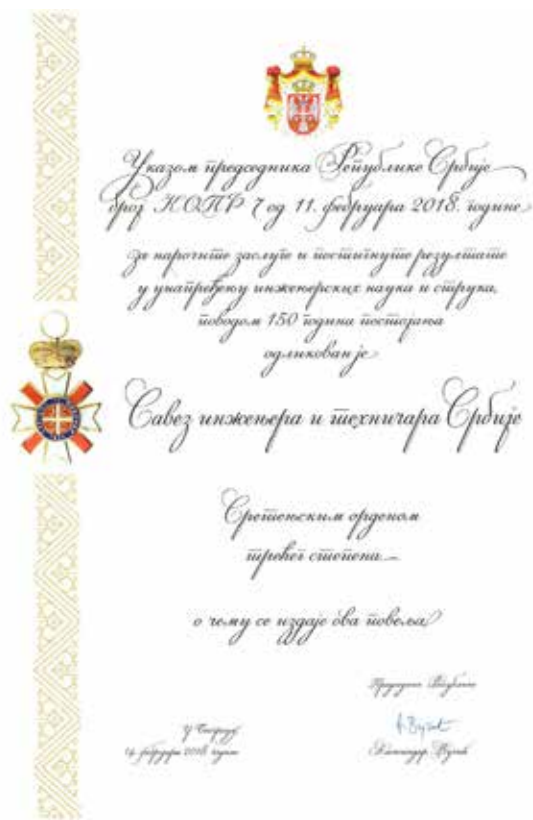 Указом председника Републике Србије
број КОПР 7 од 11. фебруара 2018. године
за нарочите заслуге и постигнуте резултате
у унапређењу инжењерских наука и струка,
поводом 150 година постојања
одликован је
Савез инжењера и техничара Србије
Сретењским орденом
трећег степена
о чему се издаје ова повеља
Председник Републике
У Београду
14. фебруара 2018. године
Александар Вучић